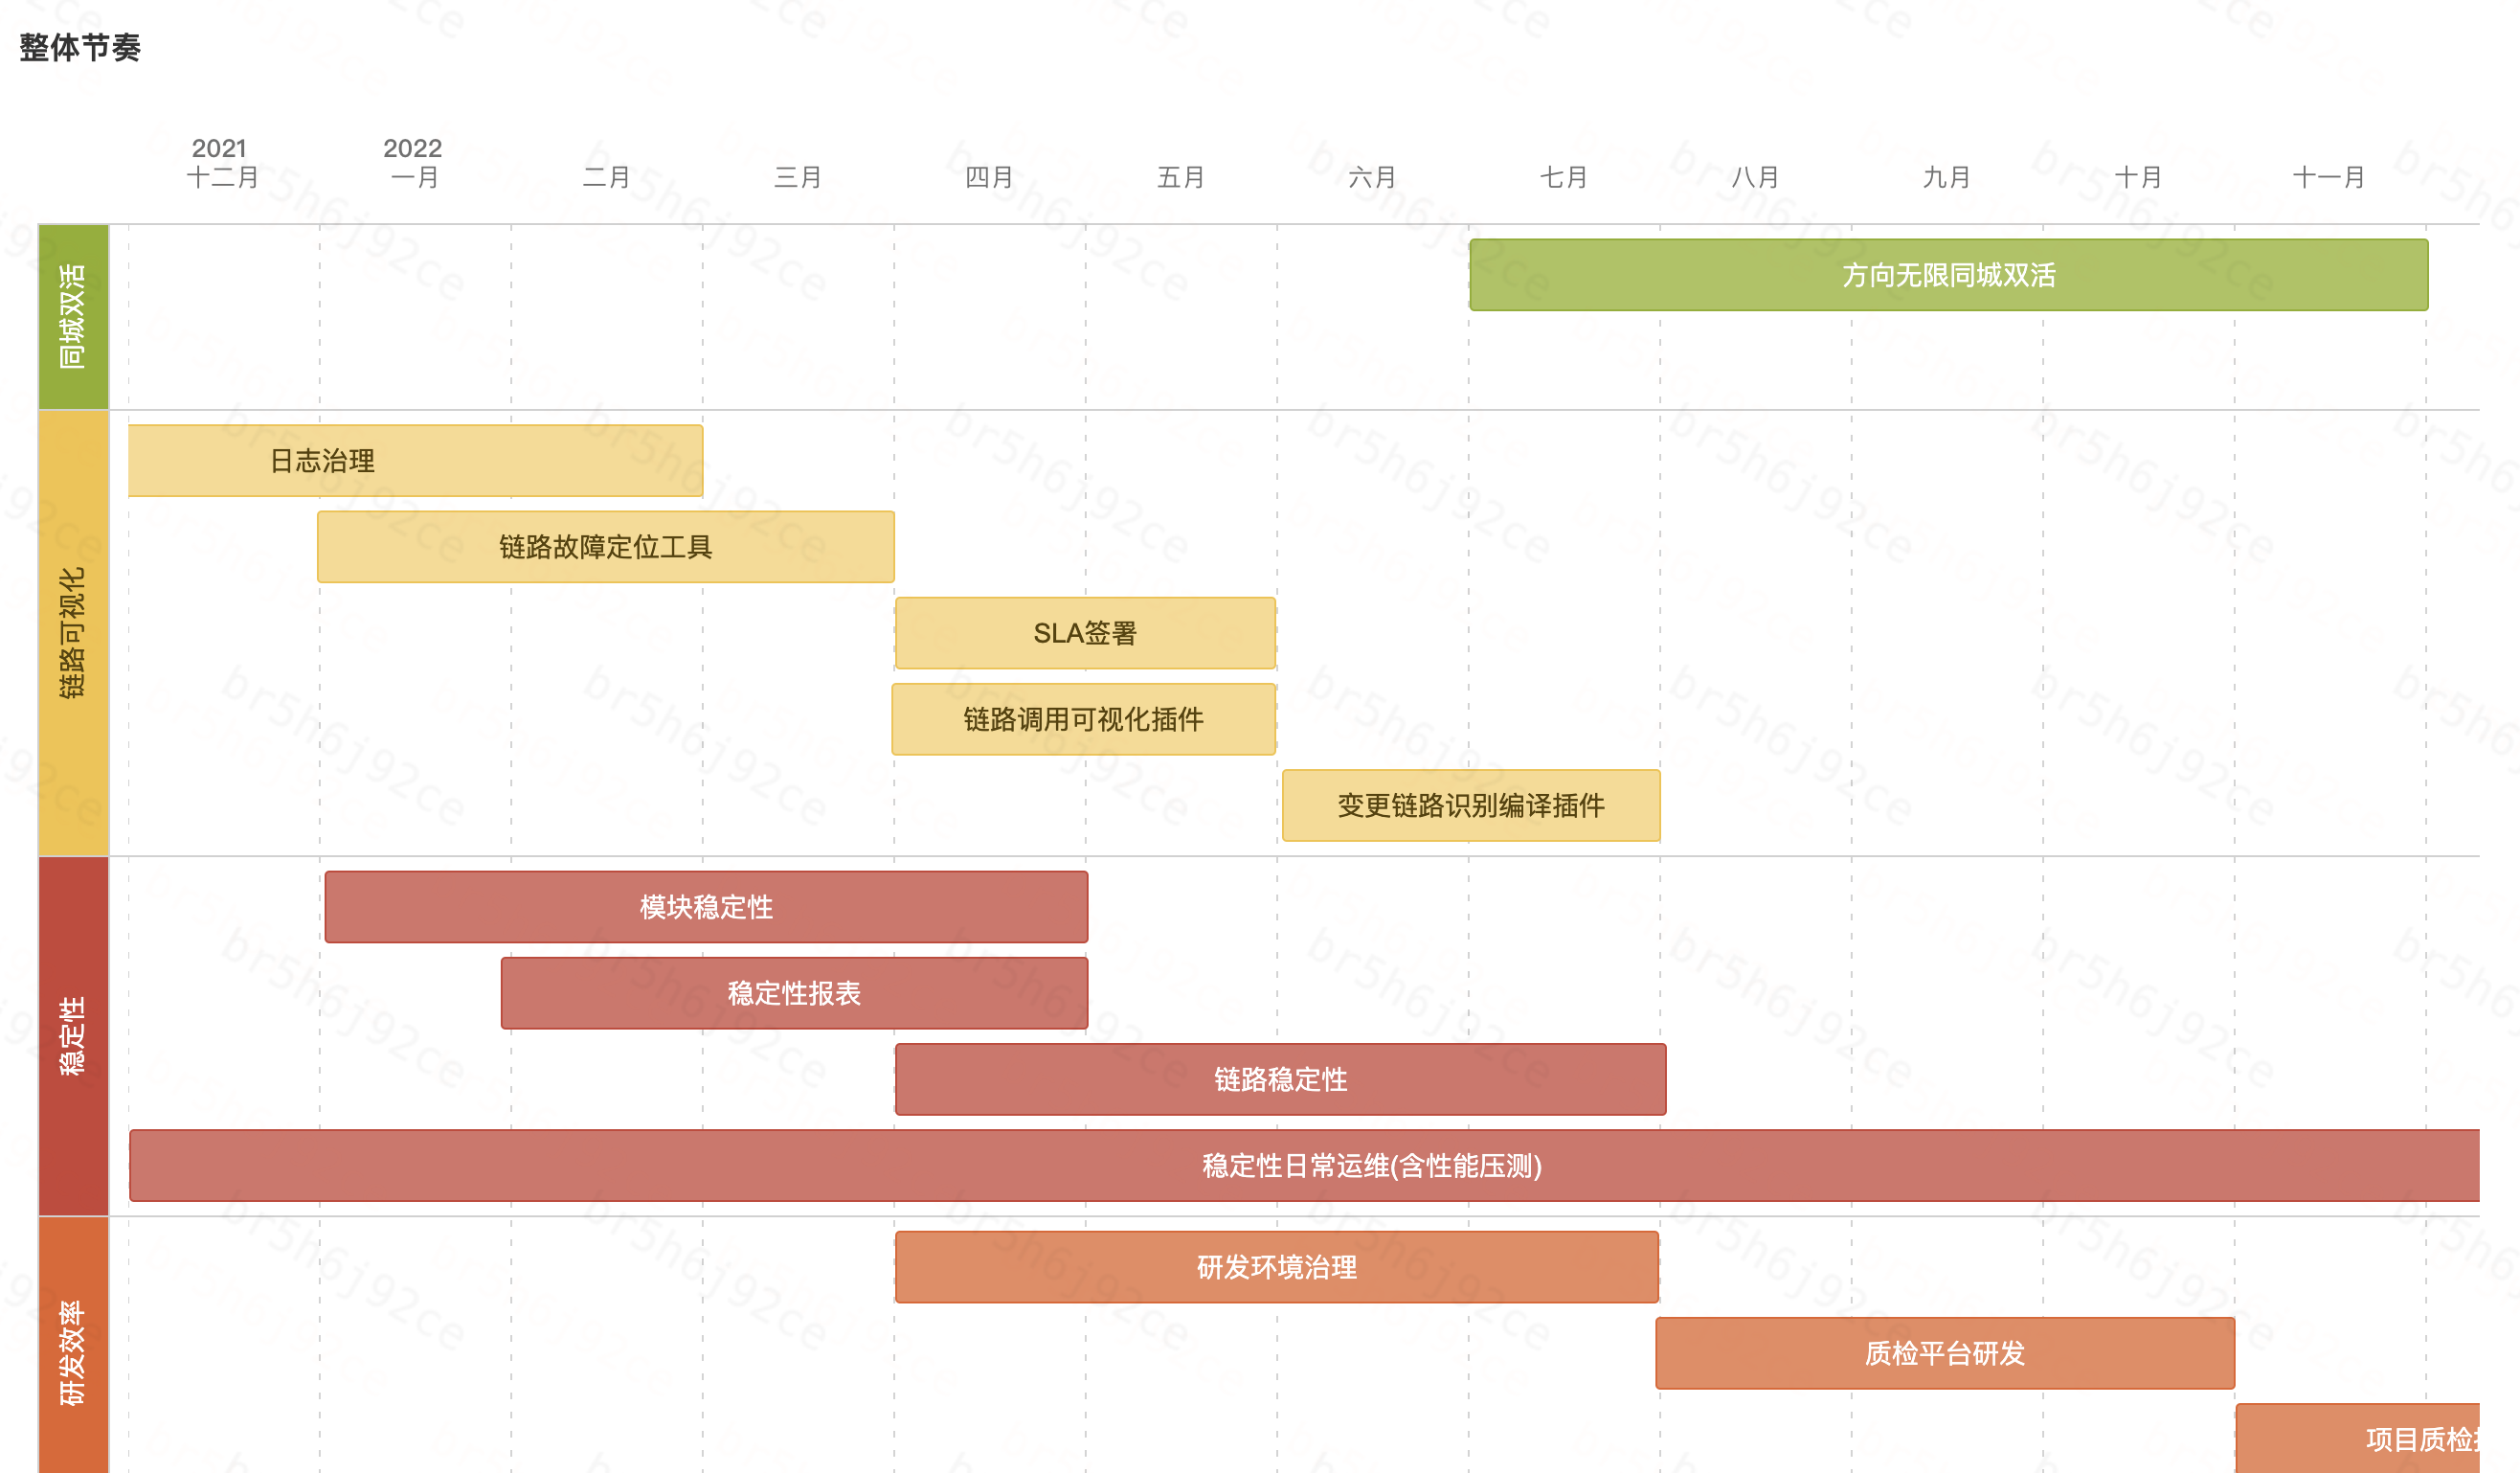 整体节奏
2021
十二月
2022
一月
二月
三月
四月
五月
六月
七月
八月
九月
十月
十一月
同城双活
方向无限同城双活
链路可视化
日志治理
链路故障定位工具
SLA签署
链路调用可视化插件
变更链路识别编译插件
稳定性
模块稳定性
稳定性报表
链路稳定性
稳定性日常运维(含性能压测)
研发效率
研发环境治理
质检平台研发
项目质检
br5h6j92ce